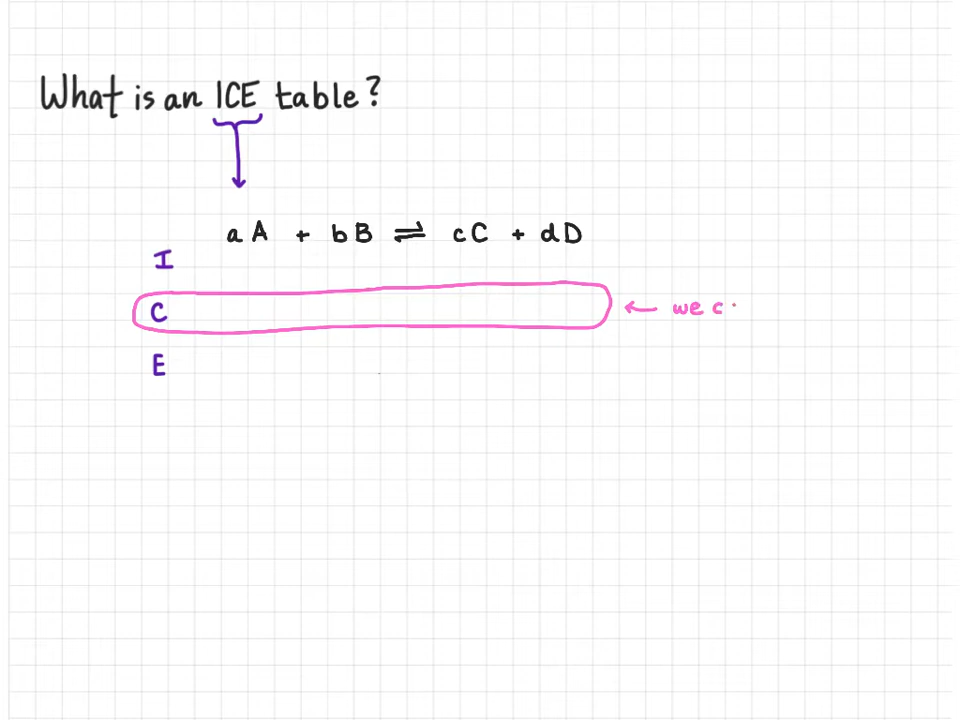 What is an ICE table?
aA + bB ⇌ cC + dD
I
C ← we c
E